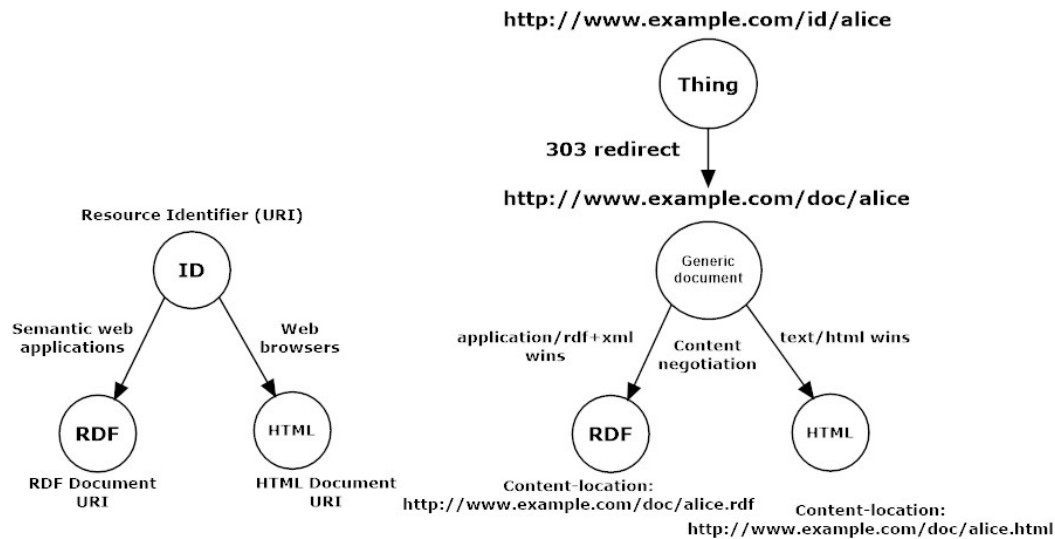 Resource Identifier (URI)
ID
Semantic web
applications
Web
browsers
RDF
HTML
RDF Document
URI
HTML Document
URI
http://www.example.com/id/alice
Thing
303 redirect
http://www.example.com/doc/alice
Generic
document
application/rdf+xml
wins
Content
negotiation
text/html wins
RDF
HTML
Content-location:
http://www.example.com/doc/alice.rdf
Content-location:
http://www.example.com/doc/alice.html